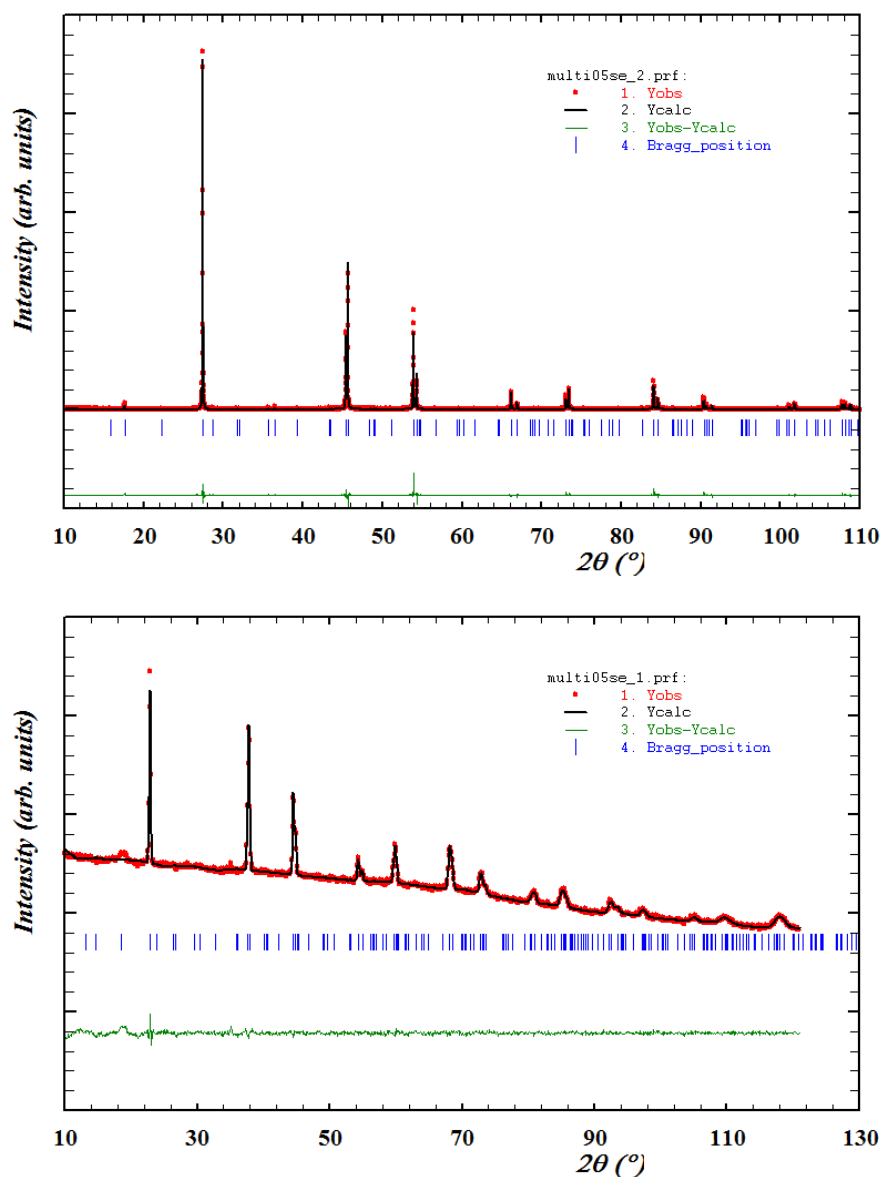 multi05se_2.prf:
1. Yobs
2. Ycalc
3. Yobs-Ycalc
4. Bragg_position
Intensity (arb. units)
10 20 30 40 50 60 70 80 90 100 110
2θ (°)
multi05se_1.prf:
1. Yobs
2. Ycalc
3. Yobs-Ycalc
4. Bragg_position
Intensity (arb. units)
10 30 50 70 90 110 130
2θ (°)